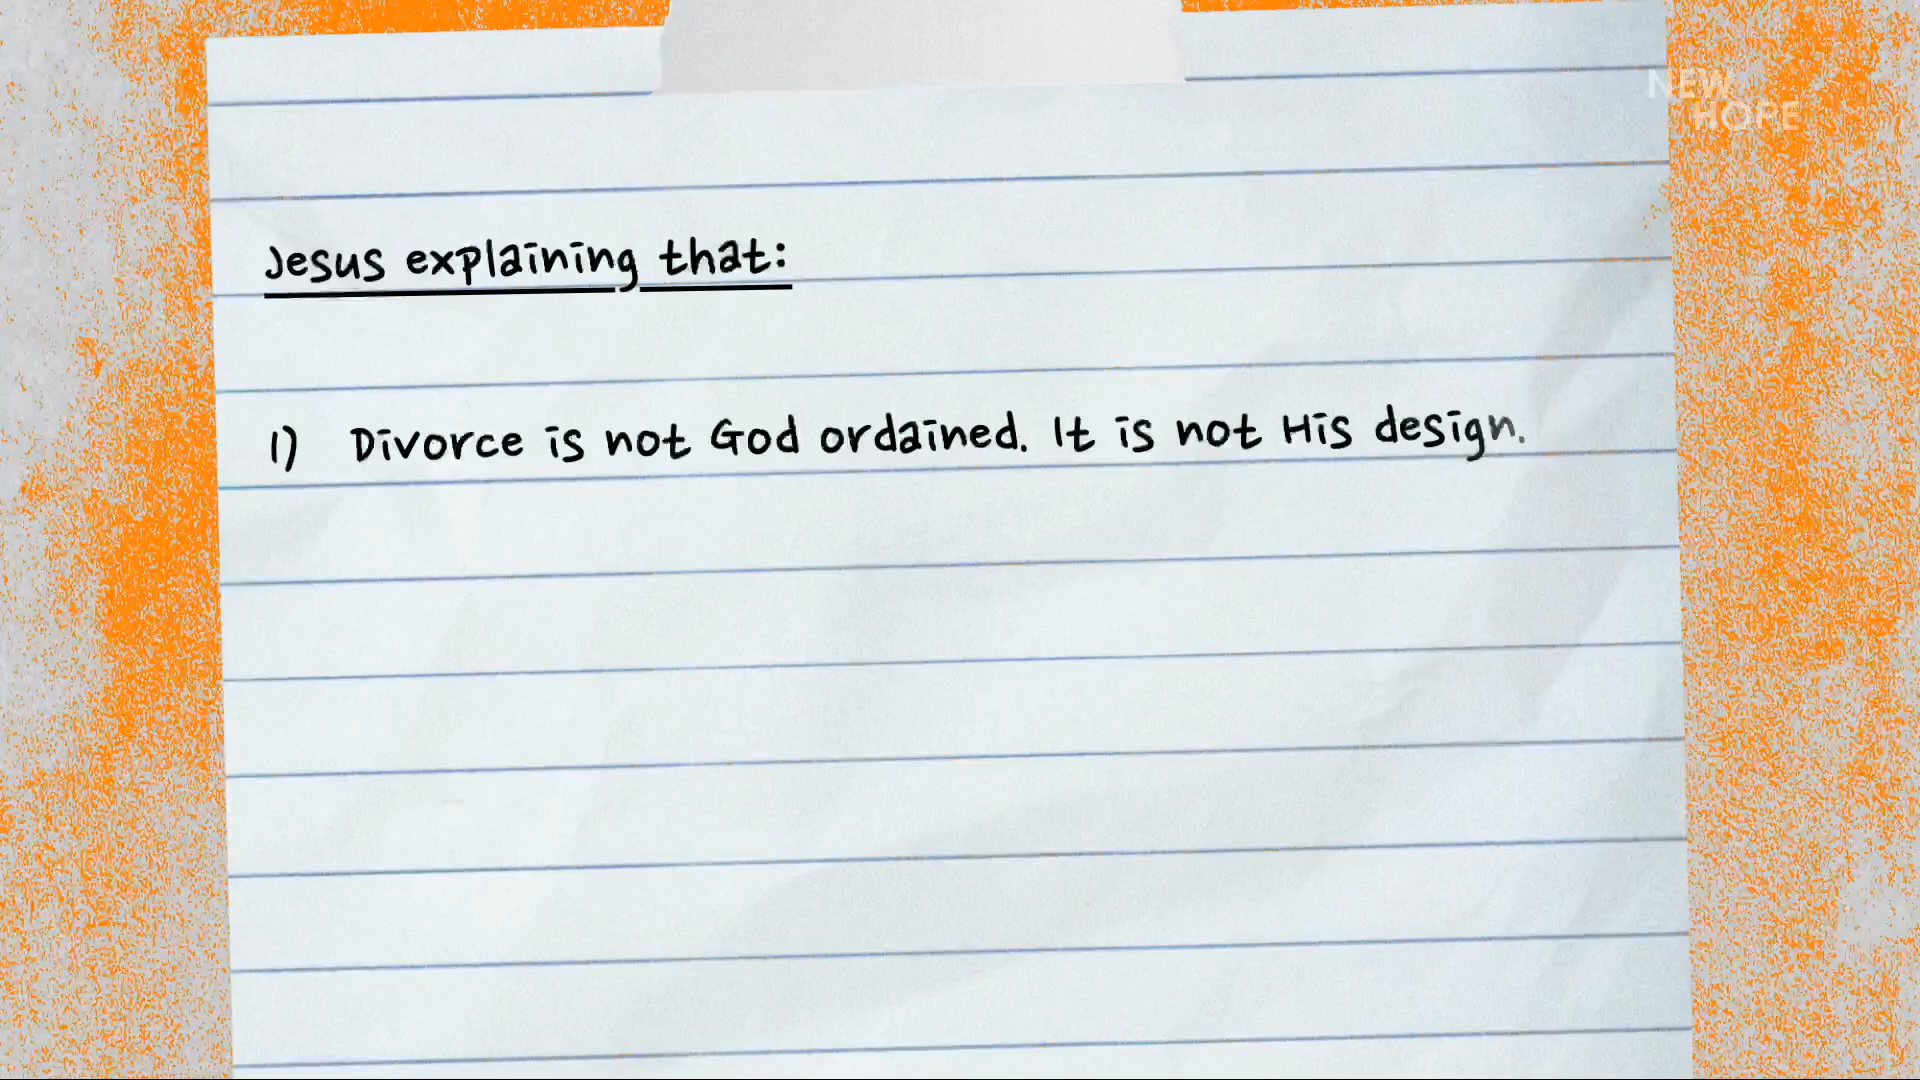 NEW
HOPE
Jesus explaining that:
1) Divorce is not God ordained. It is not His design.